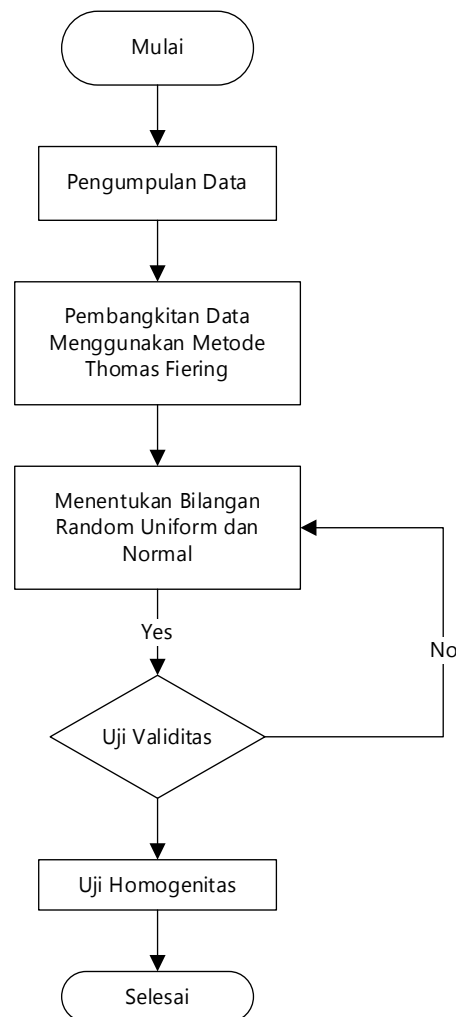 Mulai
Pengumpulan Data
Pembangkitan Data
Menggunakan Metode
Thomas Fiering
Menentukan Bilangan
Random Uniform dan
Normal
Yes
No
Uji Validitas
Uji Homogenitas
Selesai